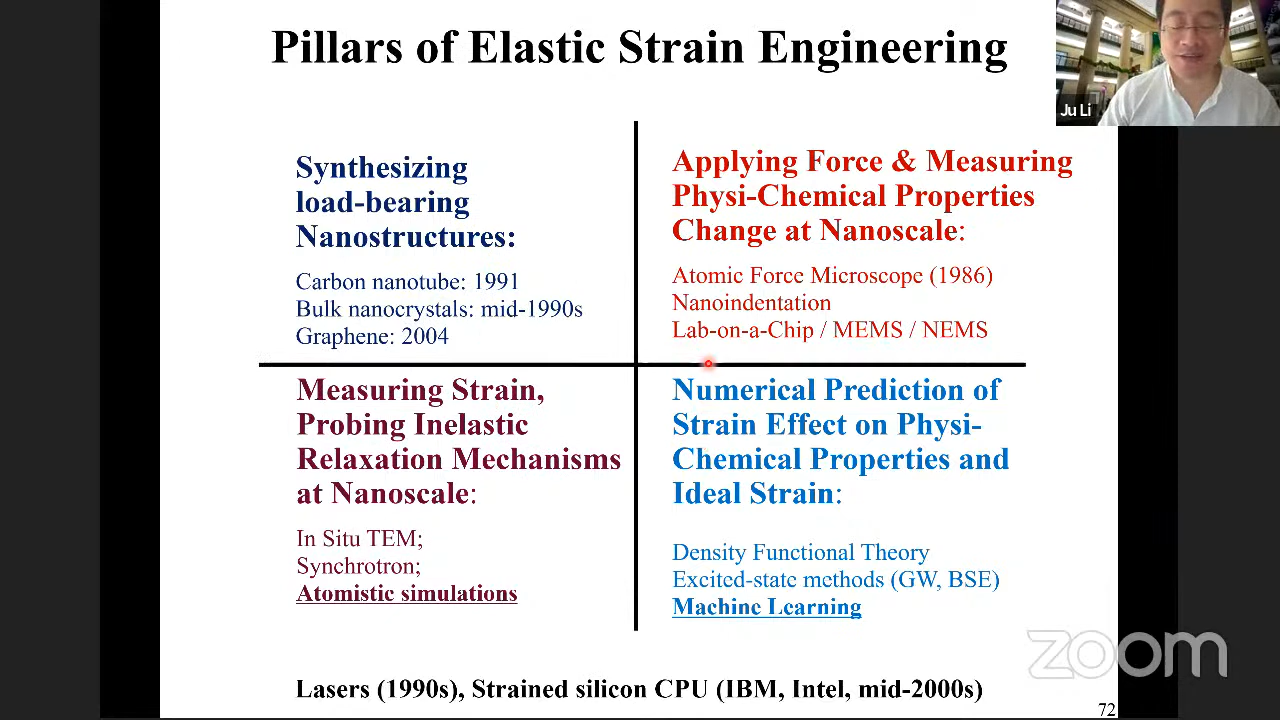 Pillars of Elastic Strain Engineering
Ju Li
Synthesizing
load-bearing
Nanostructures:
Carbon nanotube: 1991
Bulk nanocrystals: mid-1990s
Graphene: 2004
Applying Force & Measuring
Physi-Chemical Properties
Change at Nanoscale:
Atomic Force Microscope (1986)
Nanoindentation
Lab-on-a-Chip / MEMS / NEMS
Measuring Strain,
Probing Inelastic
Relaxation Mechanisms
at Nanoscale:
In Situ TEM;
Synchrotron;
Atomistic simulations
Numerical Prediction of
Strain Effect on Physi-
Chemical Properties and
Ideal Strain:
Density Functional Theory
Excited-state methods (GW, BSE)
Machine Learning
zoom
Lasers (1990s), Strained silicon CPU (IBM, Intel, mid-2000s)
72